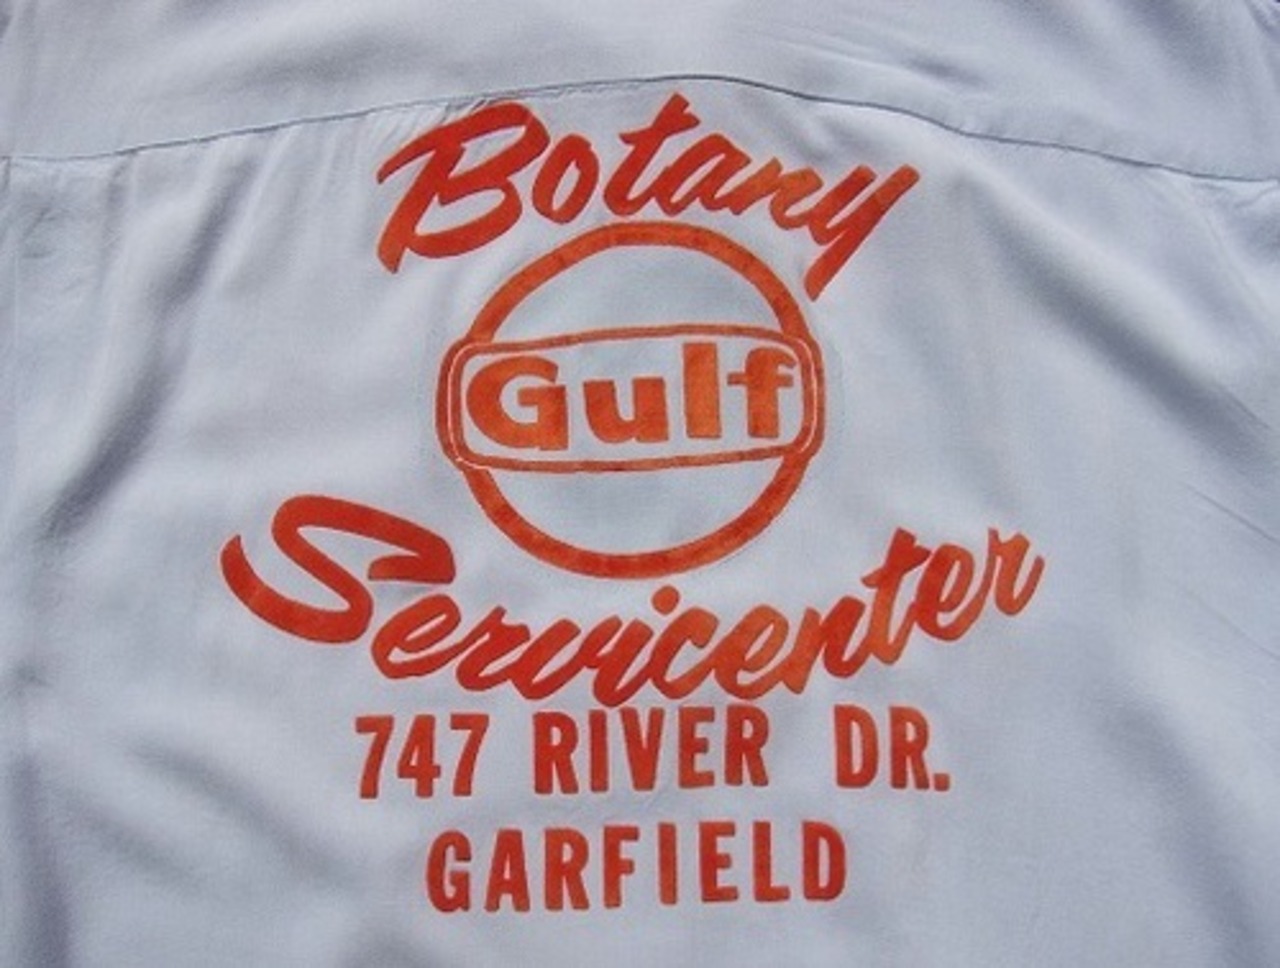 Botany
Gulf
Servicenter
747 RIVER DR.
GARFIELD